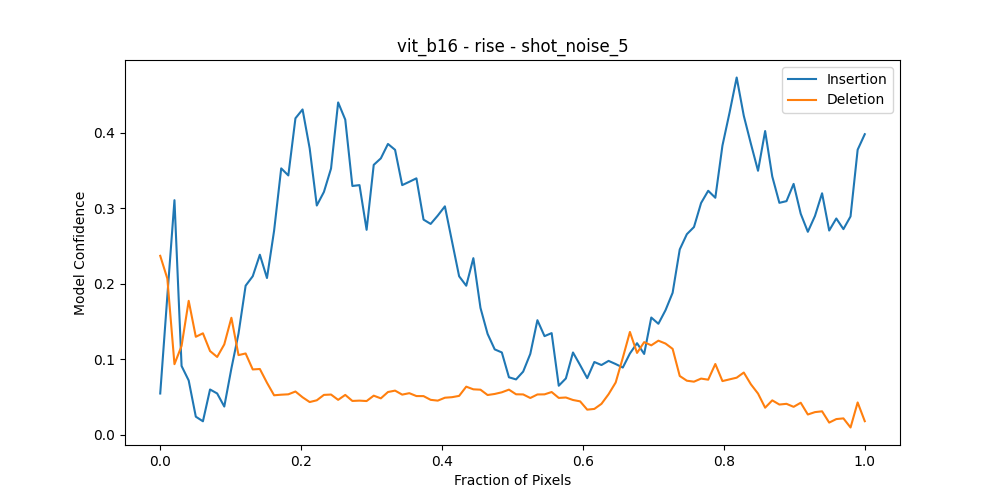 vit_b16 - rise - shot_noise_5
Insertion
Deletion
Model Confidence
0.4
0.3
0.2
0.1
0.0
0.0 0.2 0.4 0.6 0.8 1.0
Fraction of Pixels